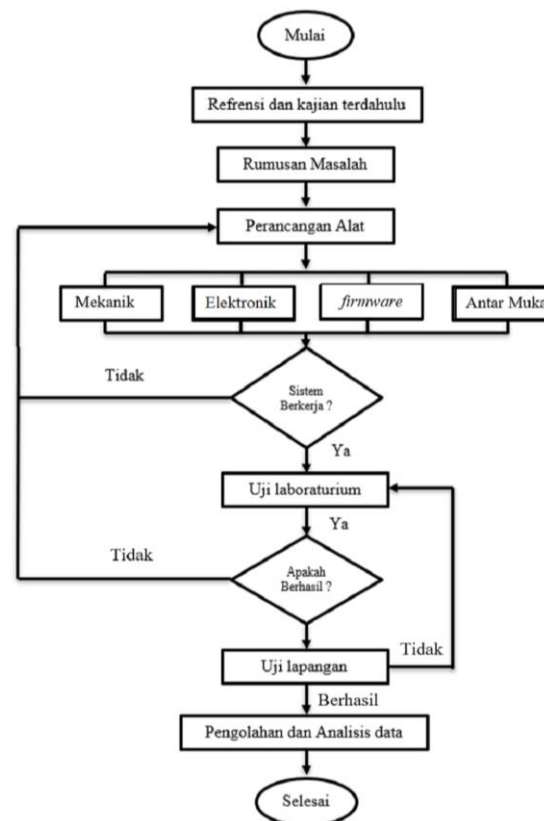 Mulai
Refrensi dan kajian terdahulu
Rumusan Masalah
Perancangan Alat
Mekanik
Elektronik
firmware
Antar Muka
Tidak
Sistem
Berkerja ?
Ya
Uji laboraturium
Ya
Tidak
Apakah
Berhasil ?
Uji lapangan
Tidak
Berhasil
Pengolahan dan Analisis data
Selesai